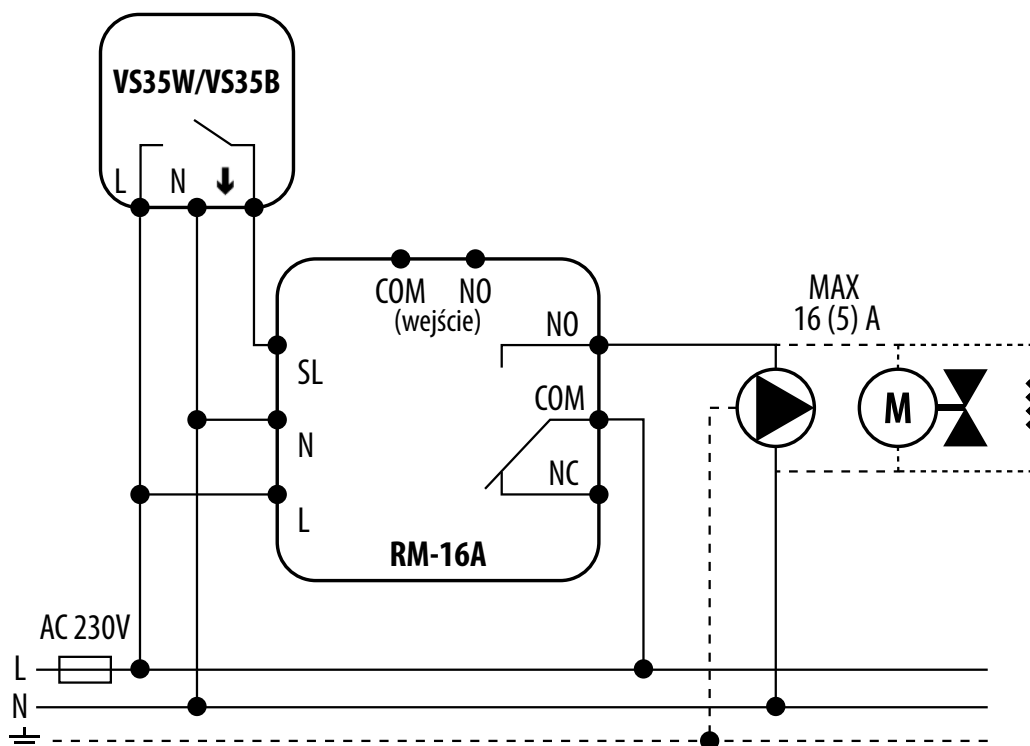 VS35W/VS35B
L N
COM NO
(wejście)
NO
SL
COM
N
NC
L
RM-16A
MAX
16 (5) A
M
AC 230V
L
N